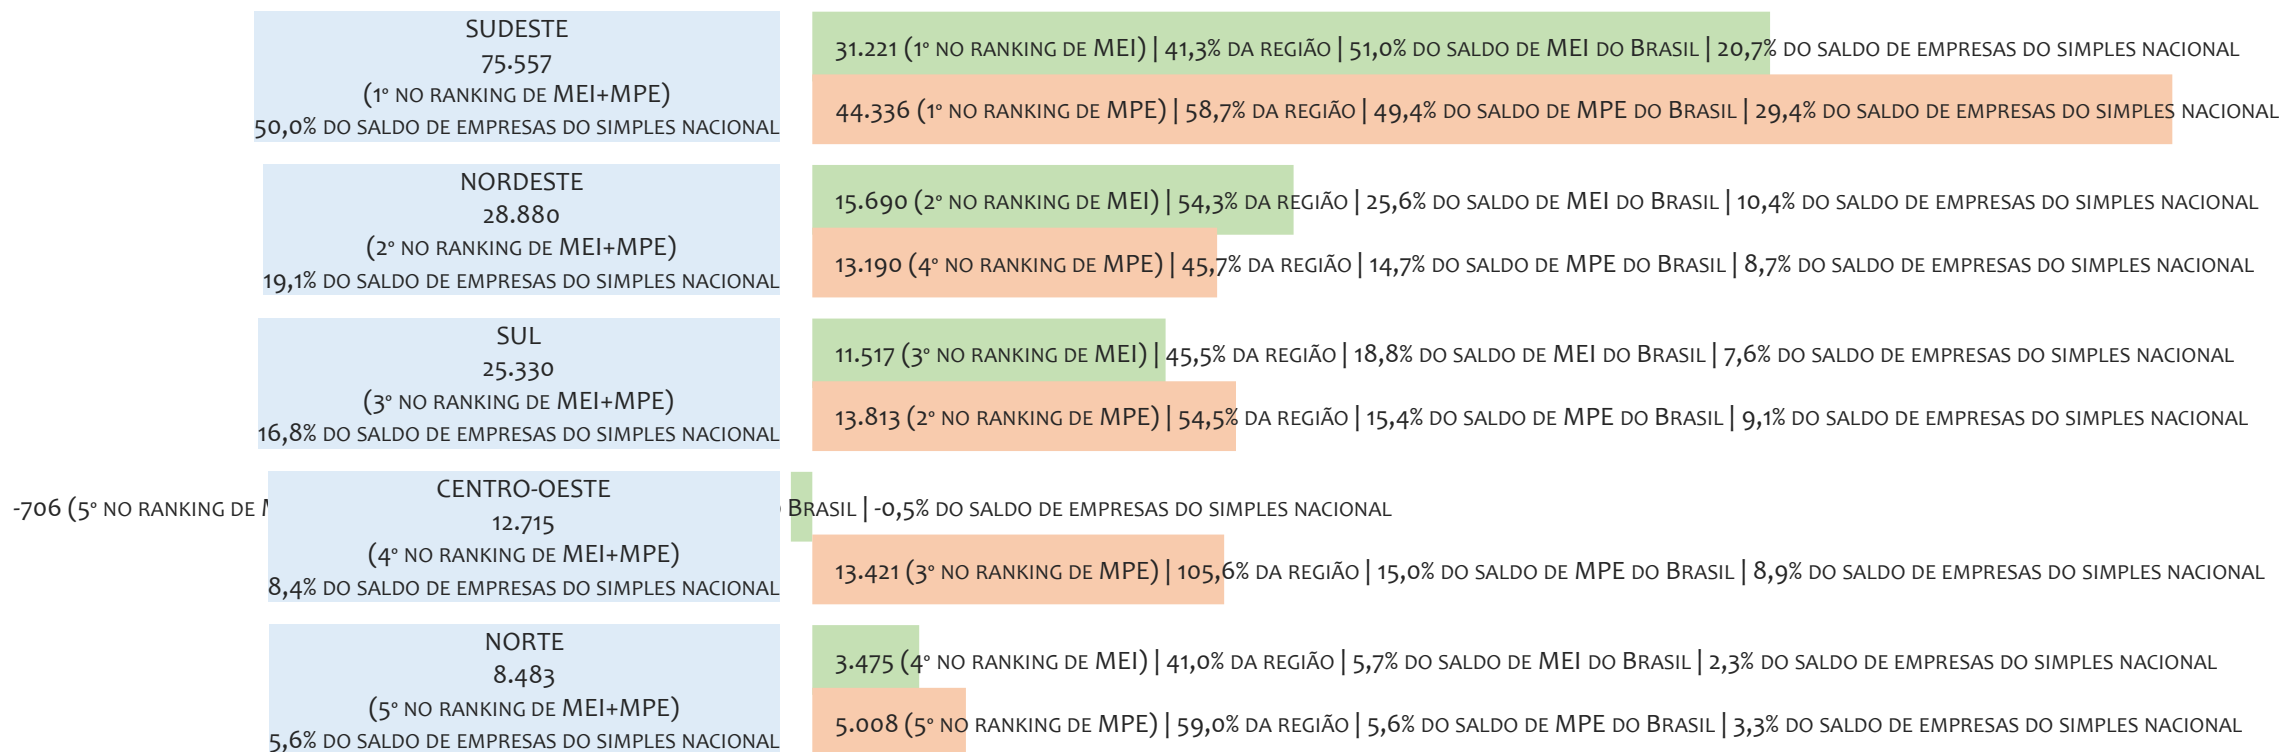 SUDESTE
75.557
(1º NO RANKING DE MEI+MPE)
50,0% DO SALDO DE EMPRESAS DO SIMPLES NACIONAL
31.221 (1º NO RANKING DE MEI) | 41,3% DA REGIÃO | 51,0% DO SALDO DE MEI DO BRASIL | 20,7% DO SALDO DE EMPRESAS DO SIMPLES NACIONAL
44.336 (1º NO RANKING DE MPE) | 58,7% DA REGIÃO | 49,4% DO SALDO DE MPE DO BRASIL | 29,4% DO SALDO DE EMPRESAS DO SIMPLES NACIONAL
NORDESTE
28.880
(2º NO RANKING DE MEI+MPE)
19,1% DO SALDO DE EMPRESAS DO SIMPLES NACIONAL
15.690 (2º NO RANKING DE MEI) | 54,3% DA REGIÃO | 25,6% DO SALDO DE MEI DO BRASIL | 10,4% DO SALDO DE EMPRESAS DO SIMPLES NACIONAL
13.190 (4º NO RANKING DE MPE) | 45,7% DA REGIÃO | 14,7% DO SALDO DE MPE DO BRASIL | 8,7% DO SALDO DE EMPRESAS DO SIMPLES NACIONAL
SUL
25.330
(3º NO RANKING DE MEI+MPE)
16,8% DO SALDO DE EMPRESAS DO SIMPLES NACIONAL
11.517 (3º NO RANKING DE MEI) | 45,5% DA REGIÃO | 18,8% DO SALDO DE MEI DO BRASIL | 7,6% DO SALDO DE EMPRESAS DO SIMPLES NACIONAL
13.813 (2º NO RANKING DE MPE) | 54,5% DA REGIÃO | 15,4% DO SALDO DE MPE DO BRASIL | 9,1% DO SALDO DE EMPRESAS DO SIMPLES NACIONAL
CENTRO-OESTE
12.715
(4º NO RANKING DE MEI+MPE)
8,4% DO SALDO DE EMPRESAS DO SIMPLES NACIONAL
-706 (5º NO RANKING DE
BRASIL | -0,5% DO SALDO DE EMPRESAS DO SIMPLES NACIONAL
13.421 (3º NO RANKING DE MPE) | 105,6% DA REGIÃO | 15,0% DO SALDO DE MPE DO BRASIL | 8,9% DO SALDO DE EMPRESAS DO SIMPLES NACIONAL
NORTE
8.483
(5º NO RANKING DE MEI+MPE)
5,6% DO SALDO DE EMPRESAS DO SIMPLES NACIONAL
3.475 (4º NO RANKING DE MEI) | 41,0% DA REGIÃO | 5,7% DO SALDO DE MEI DO BRASIL | 2,3% DO SALDO DE EMPRESAS DO SIMPLES NACIONAL
5.008 (5º NO RANKING DE MPE) | 59,0% DA REGIÃO | 5,6% DO SALDO DE MPE DO BRASIL | 3,3% DO SALDO DE EMPRESAS DO SIMPLES NACIONAL